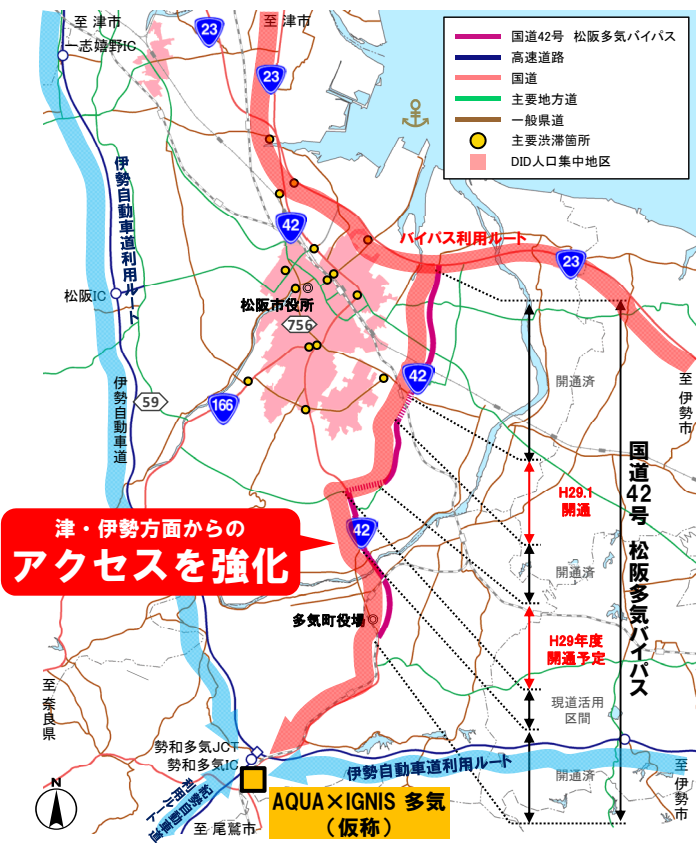 至 津市
至 津市
一志嬉野IC
23
23
国道42号 松阪多気バイパス
高速道路
国道
主要地方道
一般県道
主要渋滞箇所
DID人口集中地区
伊勢自動車道利用ルート
42
バイパス利用ルート
23
松阪IC
松阪市役所
756
開通済
42
至 伊勢市
伊勢自動車道
59
166
国道42号 松阪多気バイパス
H29.1
開通
津・伊勢方面からの
アクセスを強化
42
開通済
多気町役場
H29年度
開通予定
至 奈良県
現道活用
区間
勢和多気JCT
勢和多気IC
伊勢自動車道利用ルート
開通済
至 伊勢市
N
紀勢自動車道
利用ルート
至 尾鷲市
AQUA×IGNIS 多気
(仮称)